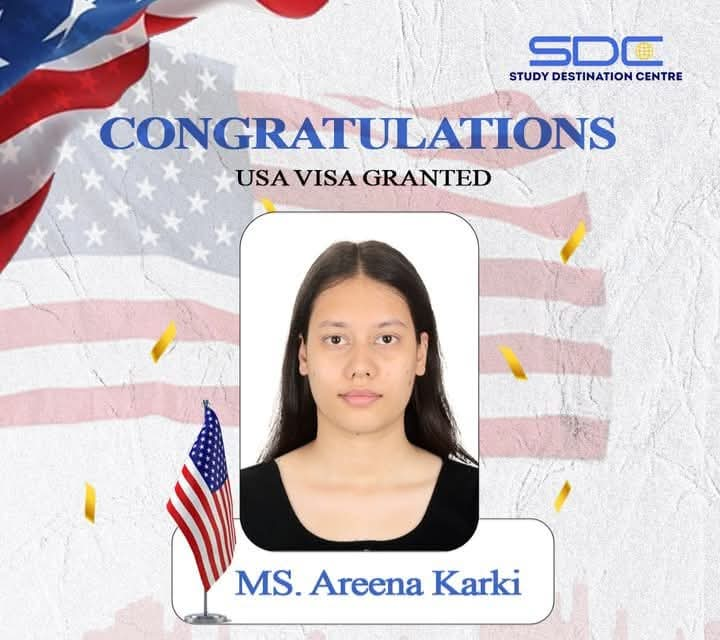 SDC
STUDY DESTINATION CENTRE
CONGRATULATIONS
USA VISA GRANTED
MS. Areena Karki